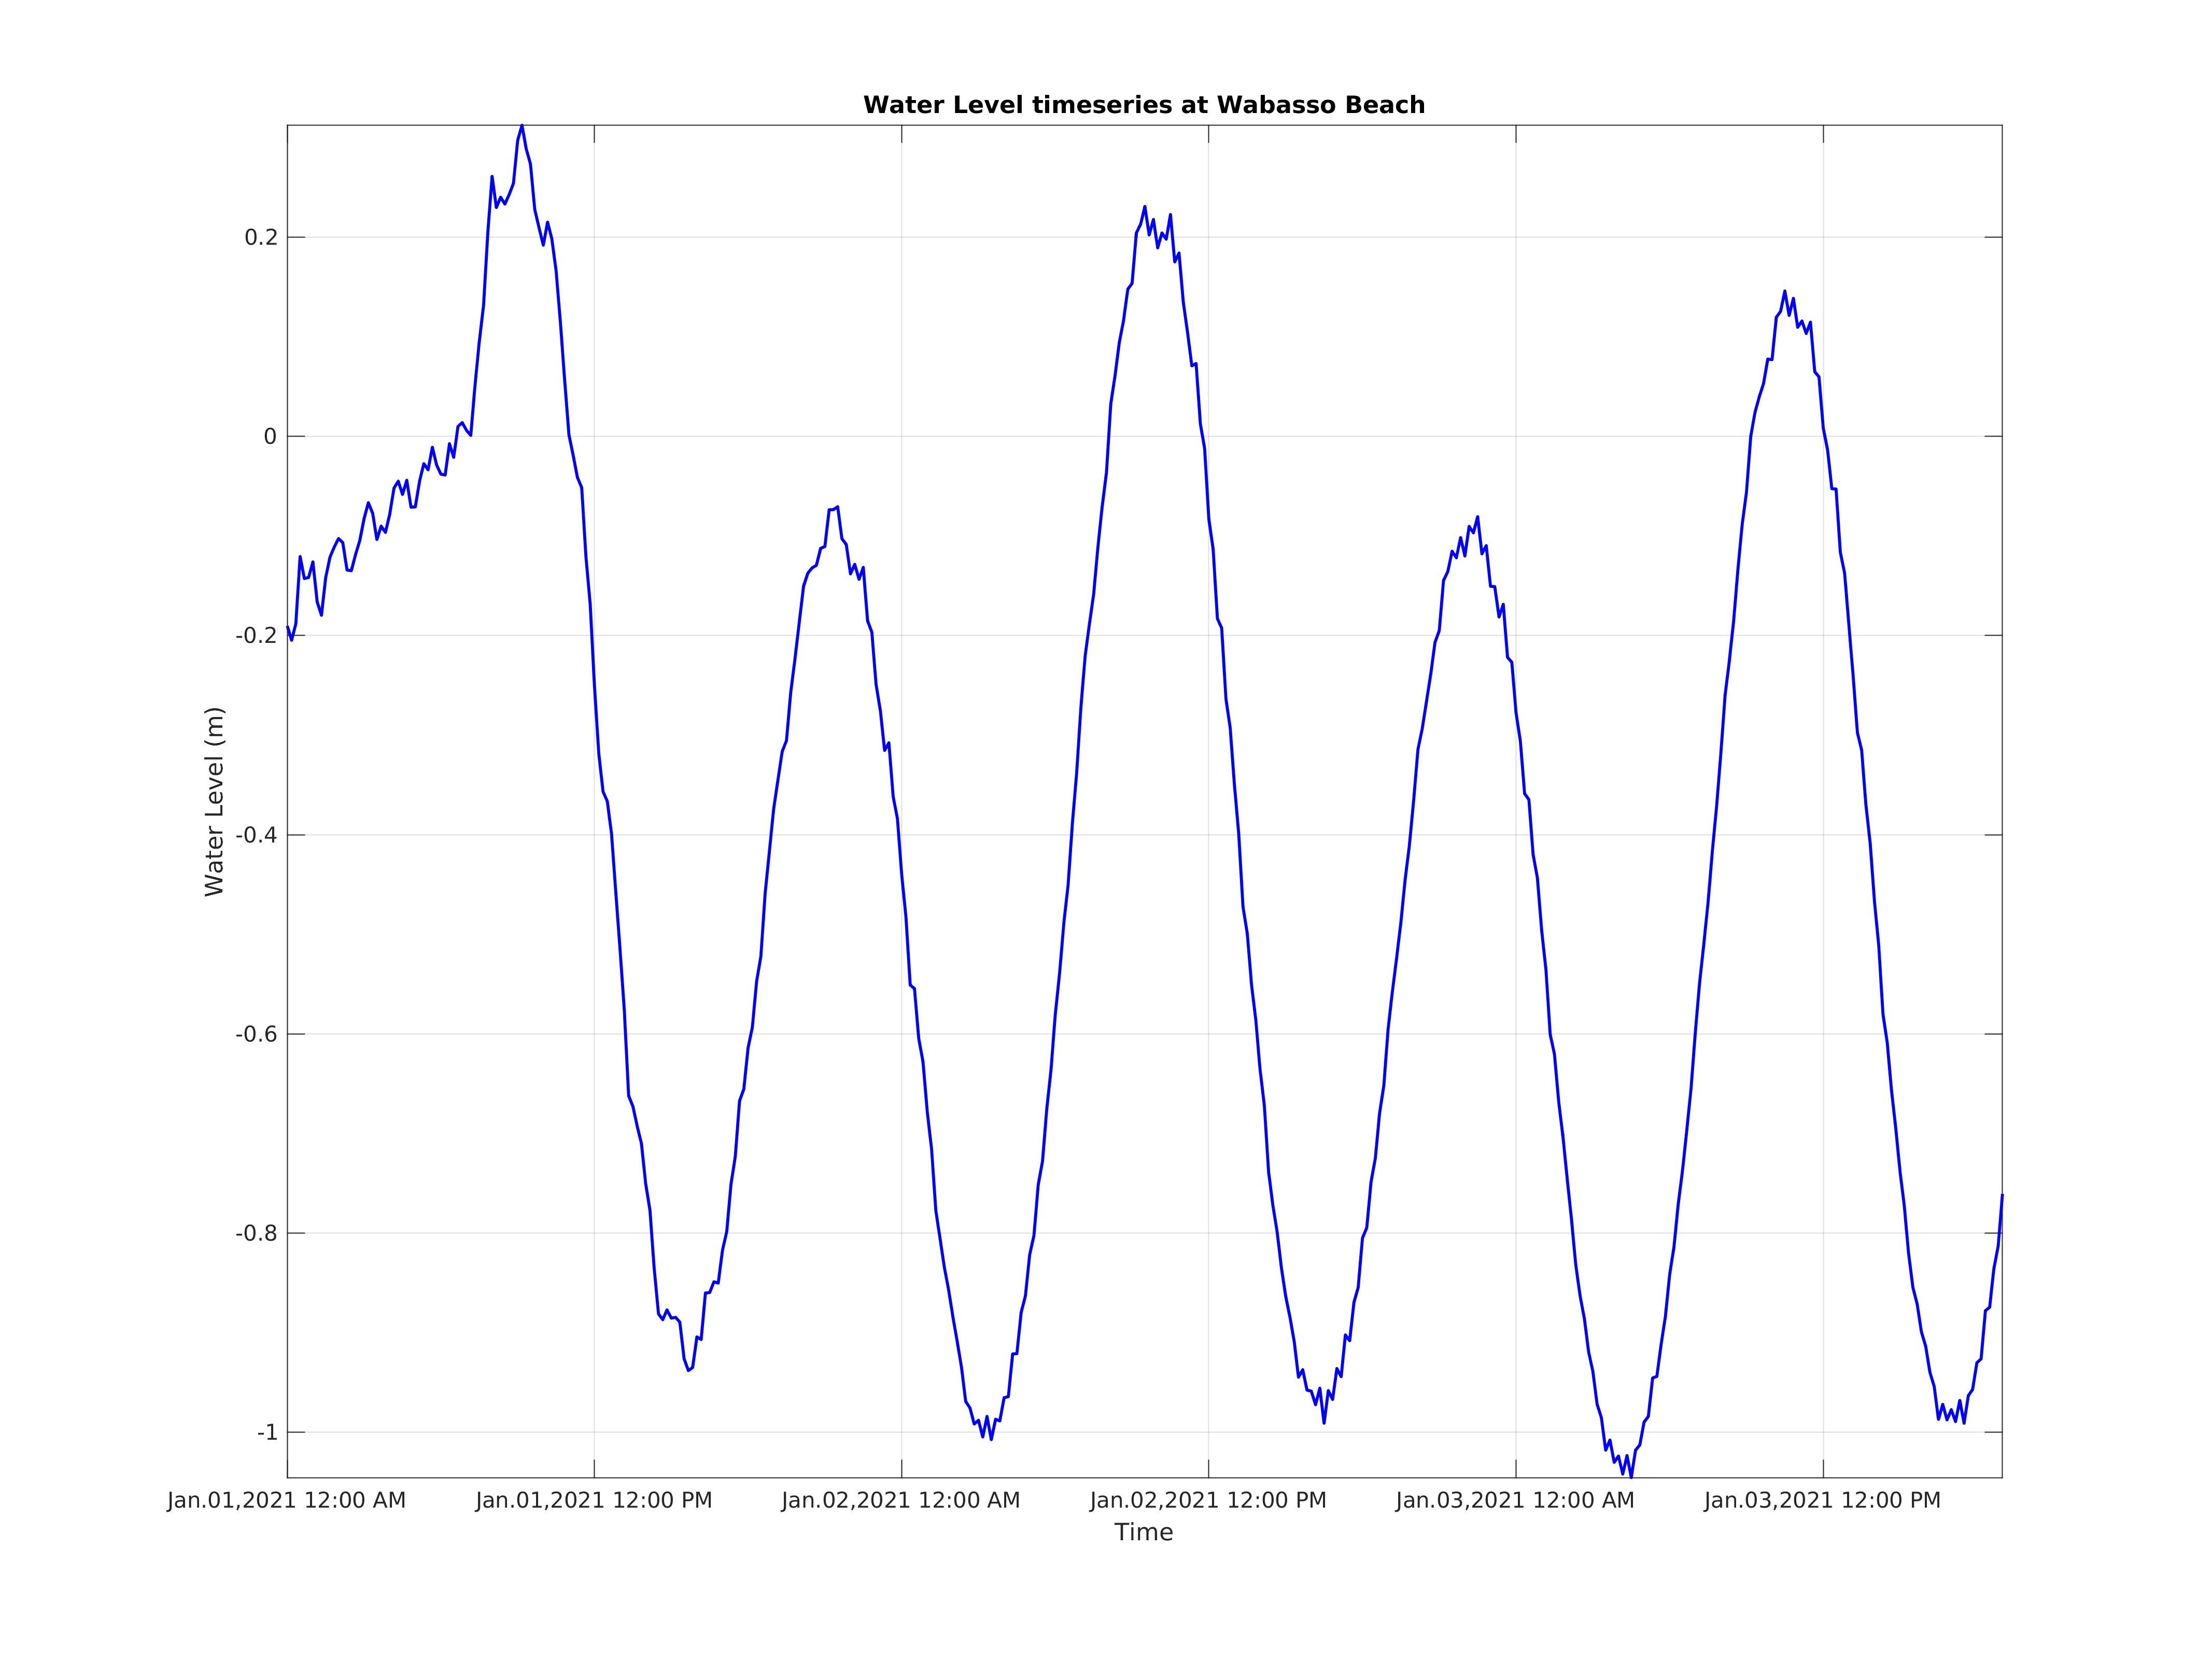 Water Level timeseries at Wabasso Beach
0.2
0
-0.2
-0.4
-0.6
-0.8
-1
Water Level (m)
Jan.01,2021 12:00 AM Jan.01,2021 12:00 PM Jan.02,2021 12:00 AM Jan.02,2021 12:00 PM Jan.03,2021 12:00 AM Jan.03,2021 12:00 PM
Time